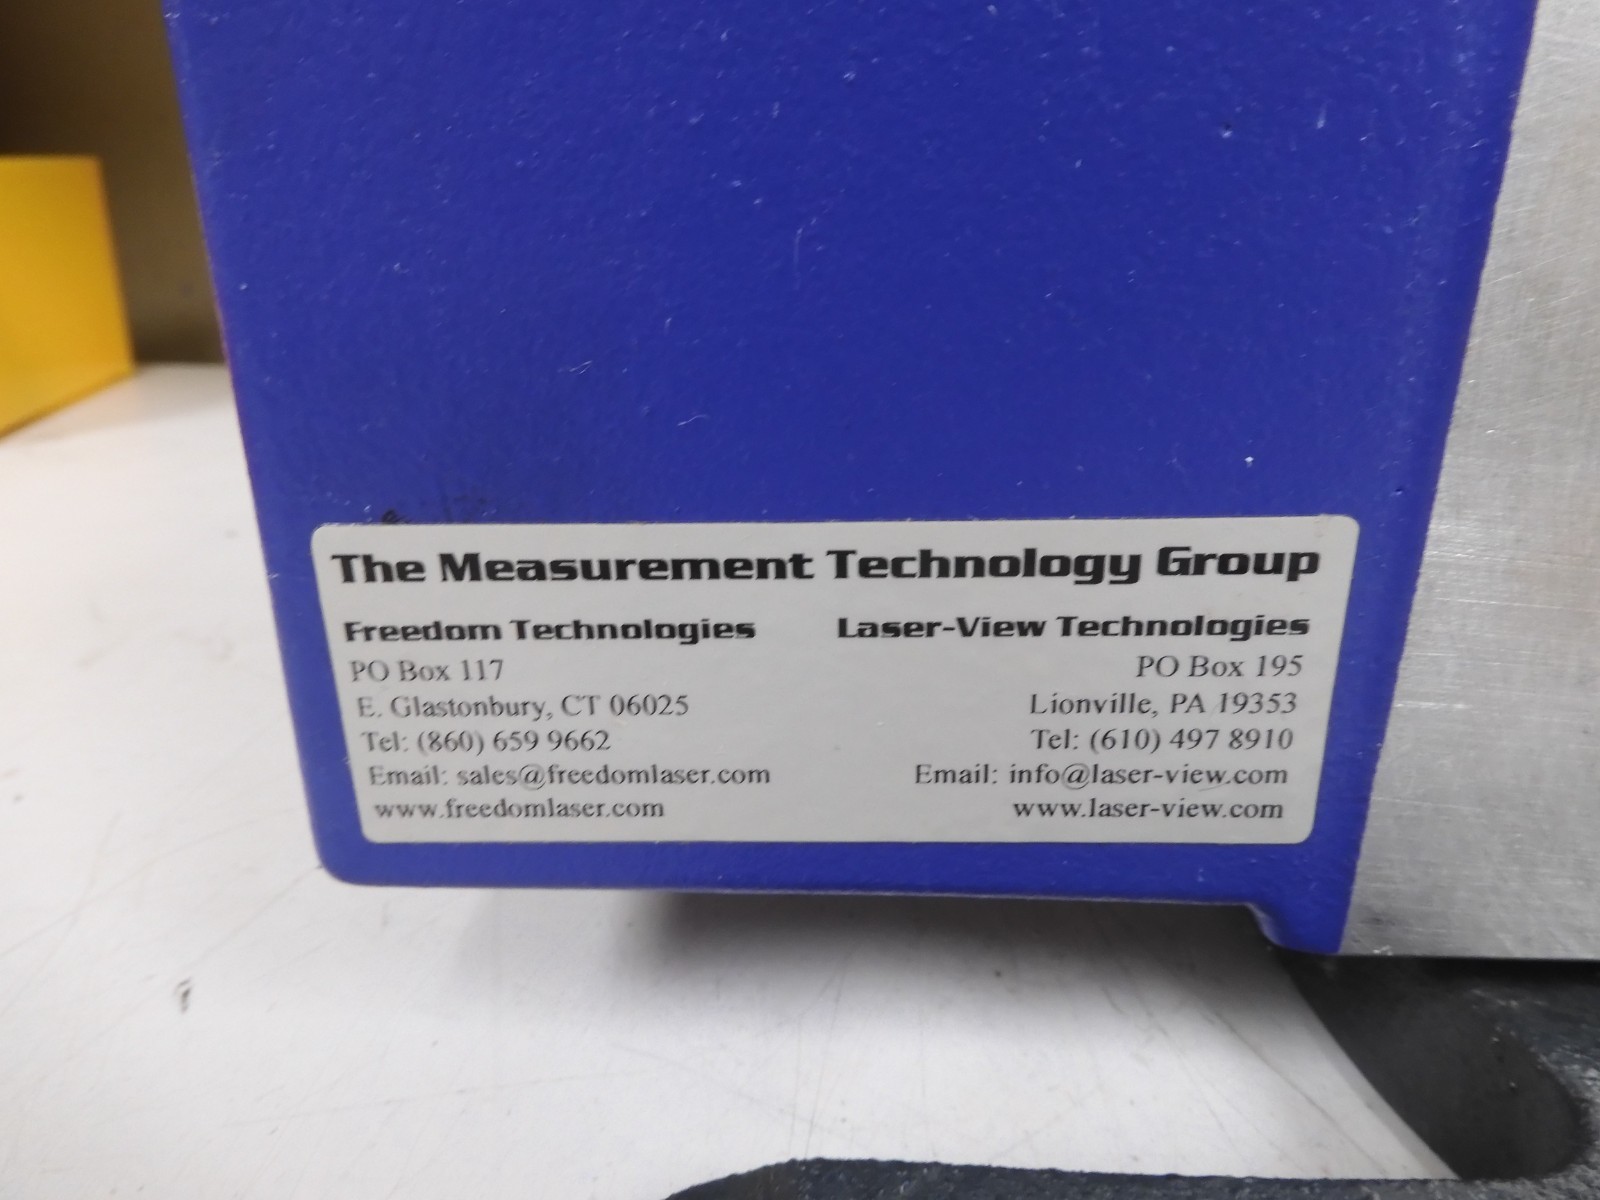 The Measurement Technology Group
Freedom Technologies
PO Box 117
E. Glastonbury, CT 06025
Tel: (860) 659 9662
Email: sales@freedomlaser.com
www.freedomlaser.com
Laser-View Technologies
PO Box 195
Lionville, PA 19353
Tel: (610) 497 8910
Email: info@laser-view.com
www.laser-view.com